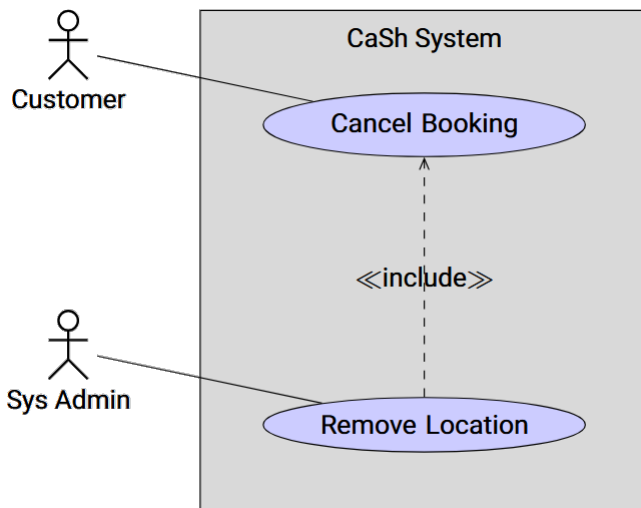 CaSh System
Customer
Cancel Booking
≪include≫
Sys Admin
Remove Location